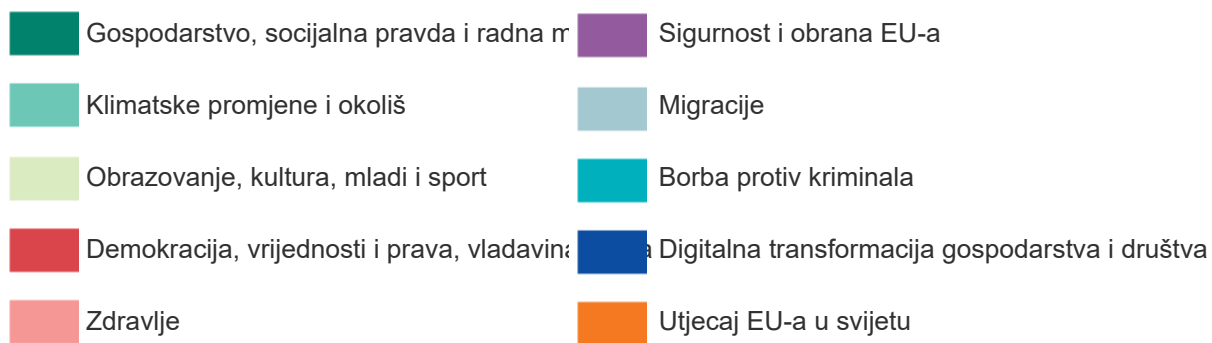 Gospodarstvo, socijalna pravda i radna
Klimatske promjene i okoliš
Obrazovanje, kultura, mladi i sport
Demokracija, vrijednosti i prava,
Zdravlje
Sigurnost i obrana EU-a
Migracije
Borba protiv kriminala
Digitalna transformacija gospodarstva i društva
Utjecaj EU-a u svijetu